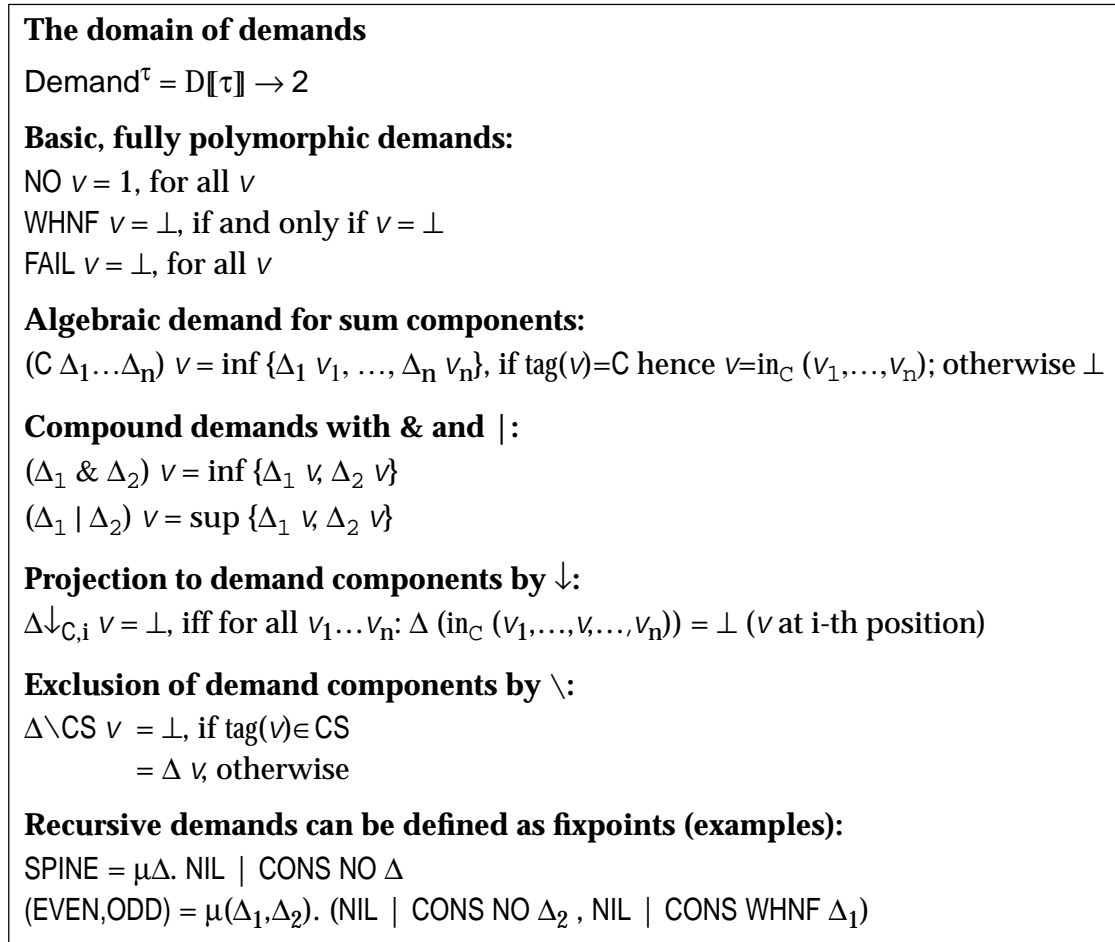 The domain of demands
Demand^τ = D⟦τ⟧ → 2
Basic, fully polymorphic demands:
NO v = 1, for all v
WHNF v = ⊥, if and only if v = ⊥
FAIL v = ⊥, for all v
Algebraic demand for sum components:
(C Δ₁…Δₙ) v = inf {Δ₁ v₁, …, Δₙ vₙ}, if tag(v)=C hence v=in_C (v₁,…,vₙ); otherwise ⊥
Compound demands with & and |:
(Δ₁ & Δ₂) v = inf {Δ₁ v, Δ₂ v}
(Δ₁ | Δ₂) v = sup {Δ₁ v, Δ₂ v}
Projection to demand components by ↓:
Δ↓_C,i v = ⊥, iff for all v₁…vₙ: Δ (in_C (v₁,…,v,…,vₙ)) = ⊥ (v at i-th position)
Exclusion of demand components by \:
Δ\CS v = ⊥, if tag(v)∈CS
= Δ v, otherwise
Recursive demands can be defined as fixpoints (examples):
SPINE = μΔ. NIL | CONS NO Δ
(EVEN,ODD) = μ(Δ₁,Δ₂). (NIL | CONS NO Δ₂ , NIL | CONS WHNF Δ₁)